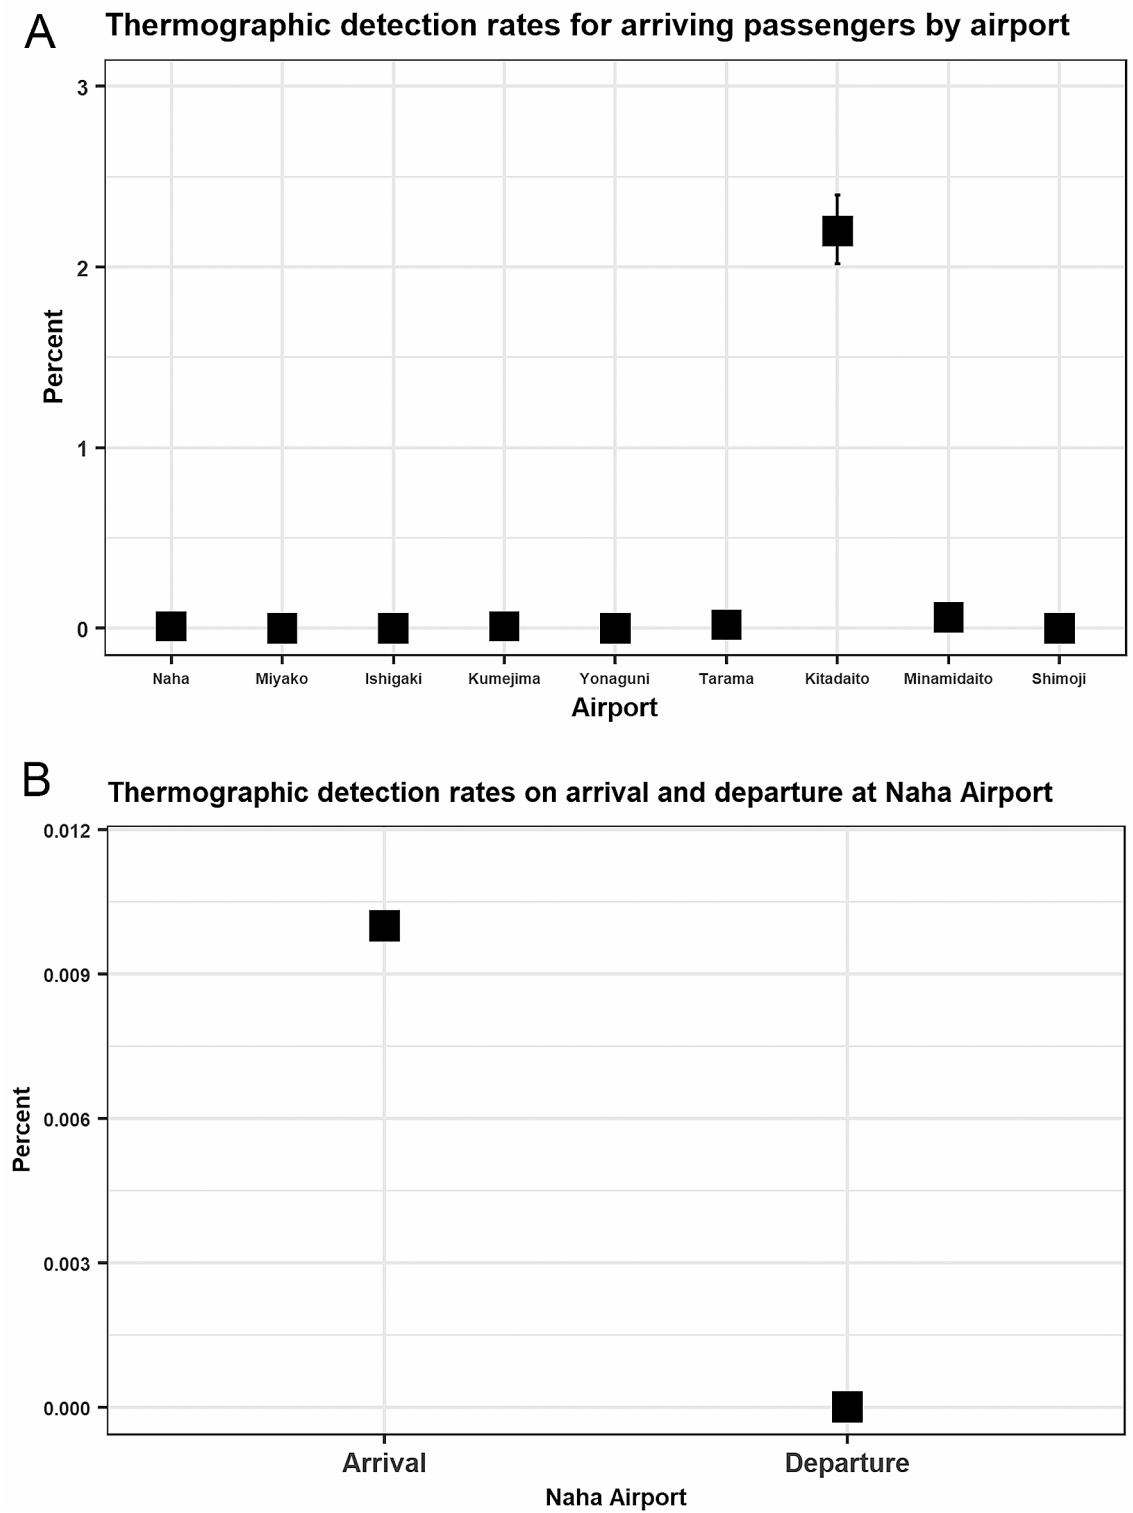 A
Thermographic detection rates for arriving passengers by airport
3
2
1
0
Percent
Naha Miyako Ishigaki Kumejima Yonaguni Tarama Kitadaito Minamidaito Shimoji
Airport
B
Thermographic detection rates on arrival and departure at Naha Airport
0.012
0.009
0.006
0.003
0.000
Percent
Arrival Departure
Naha Airport